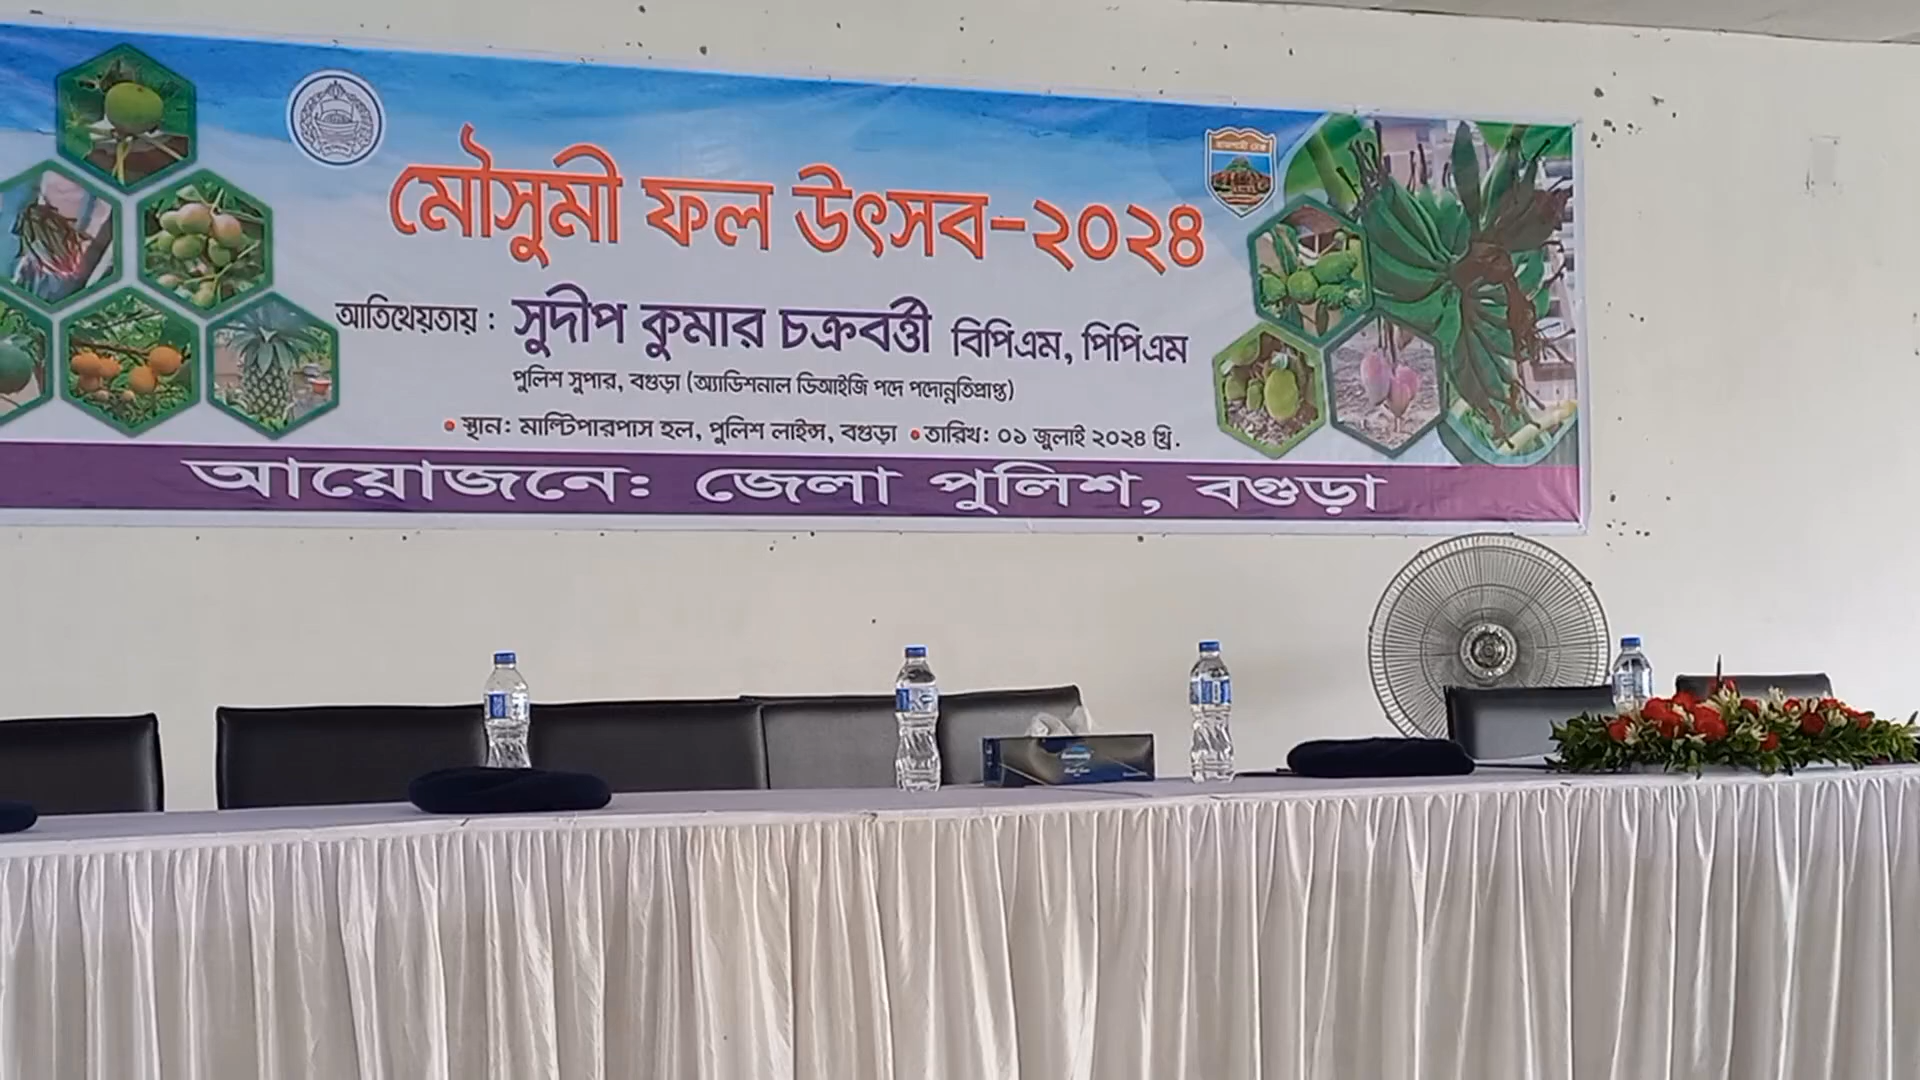 মৌসুমী ফল উৎসব-২০২৪
আতিথেয়তায় : সুদীপ কুমার চক্রবর্ত্তী বিপিএম, পিপিএম
পুলিশ সুপার, বগুড়া (অ্যাডিশনাল ডিআইজি পদে পদোন্নতিপ্রাপ্ত)
• স্থান: মাল্টিপারপাস হল, পুলিশ লাইন্স, বগুড়া • তারিখ: ০১ জুলাই ২০২৪ খ্রি.
আয়োজনে: জেলা পুলিশ, বগুড়া